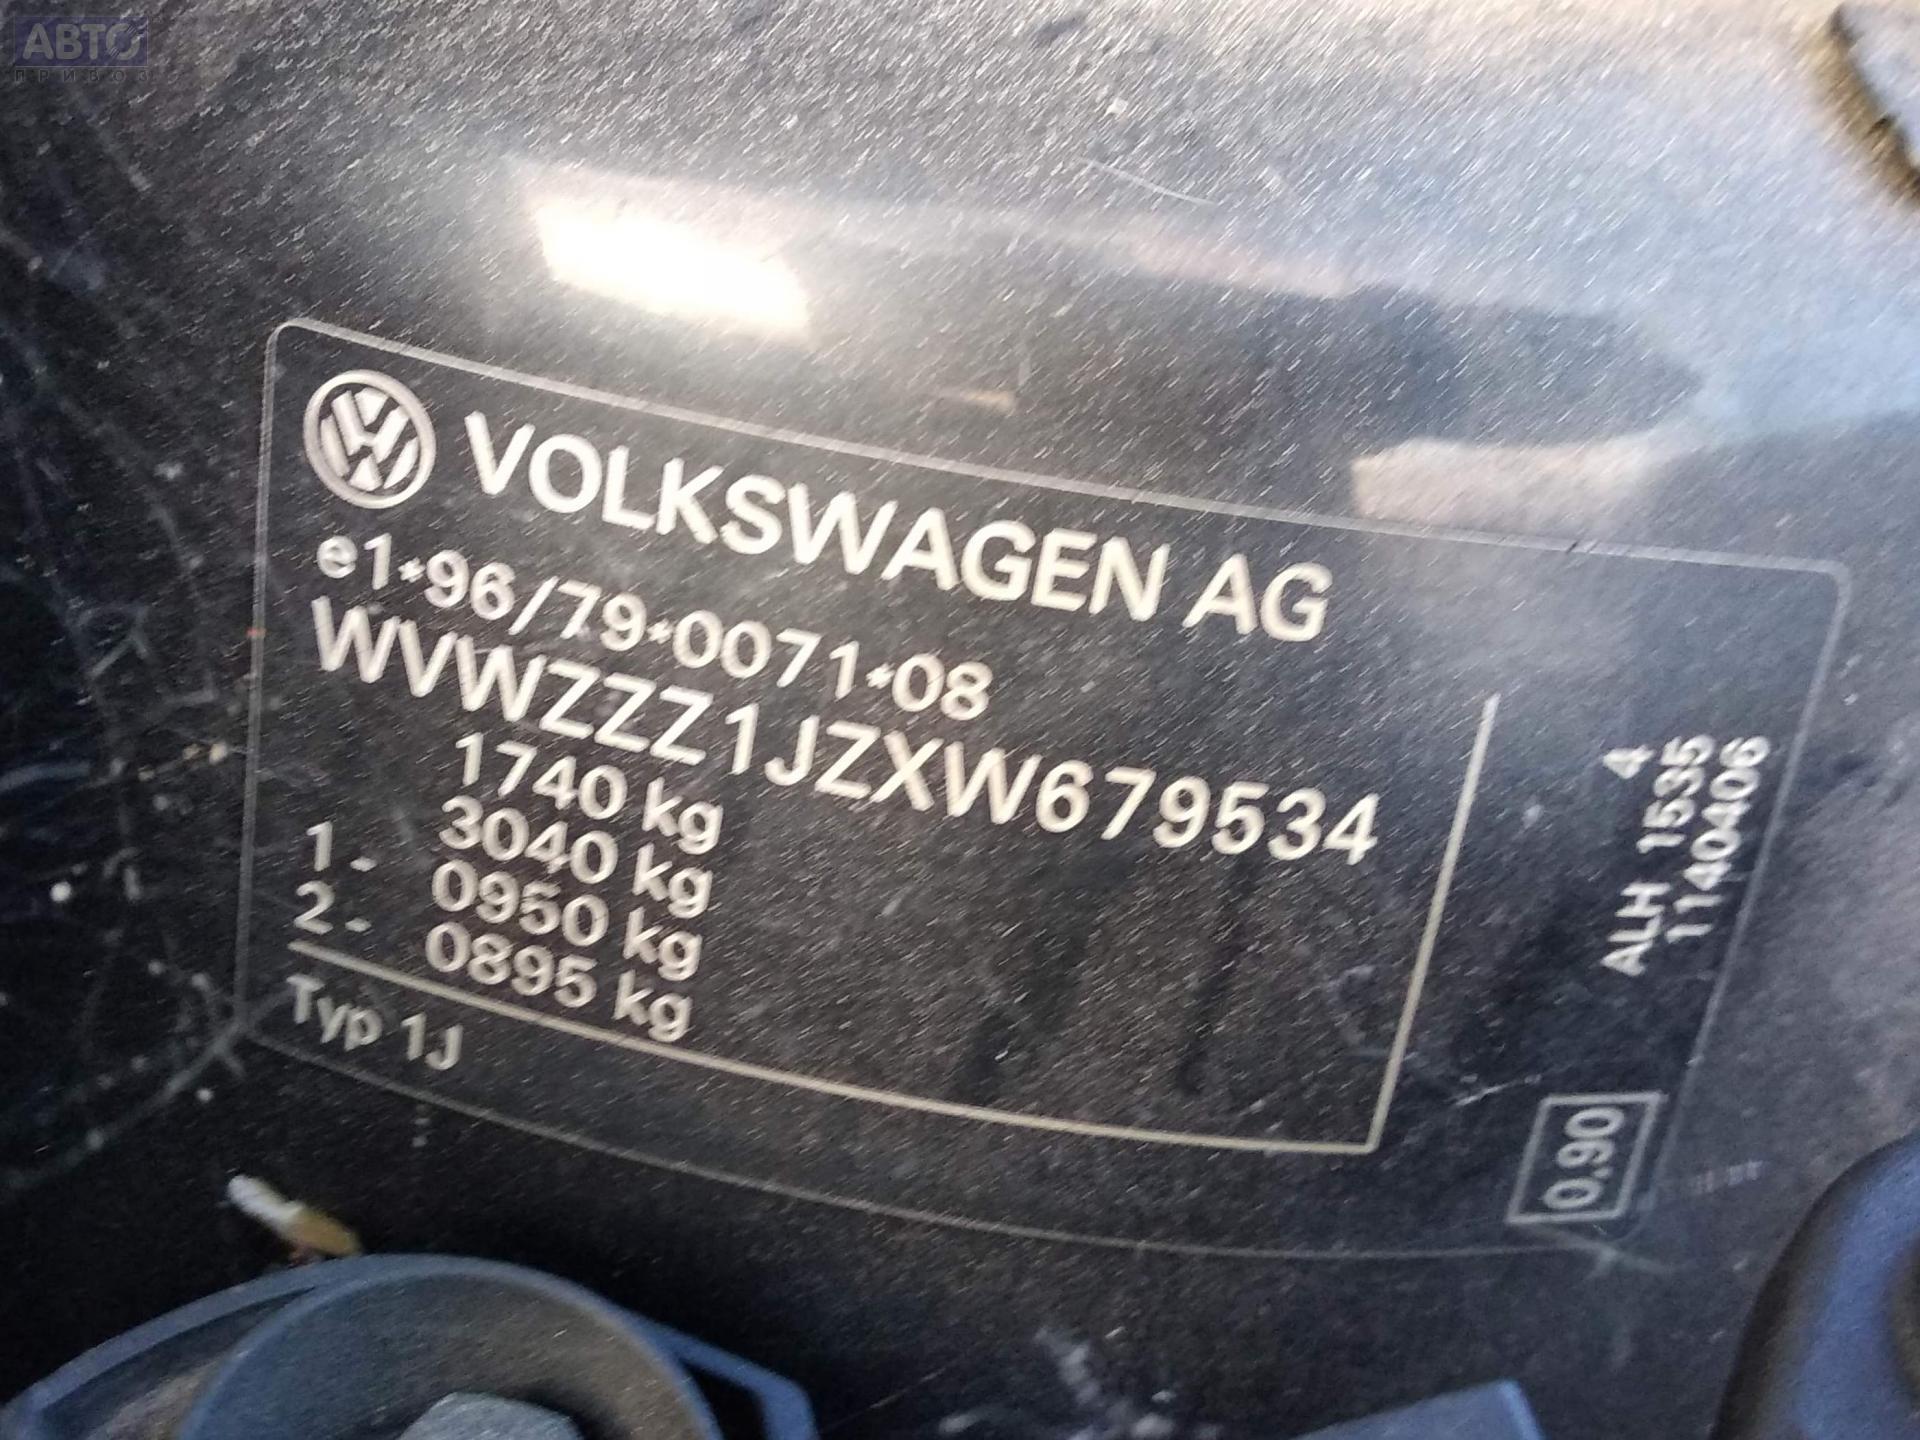 АВТО
ПРИВОЗ
VOLKSWAGEN AG
e1*96/79*0071*08
WVWZZZ1JZXW679534
1740 kg
3040 kg
1- 0950 kg
2- 0895 kg
Typ 1J
4
ALH 1535
1140406
0.90